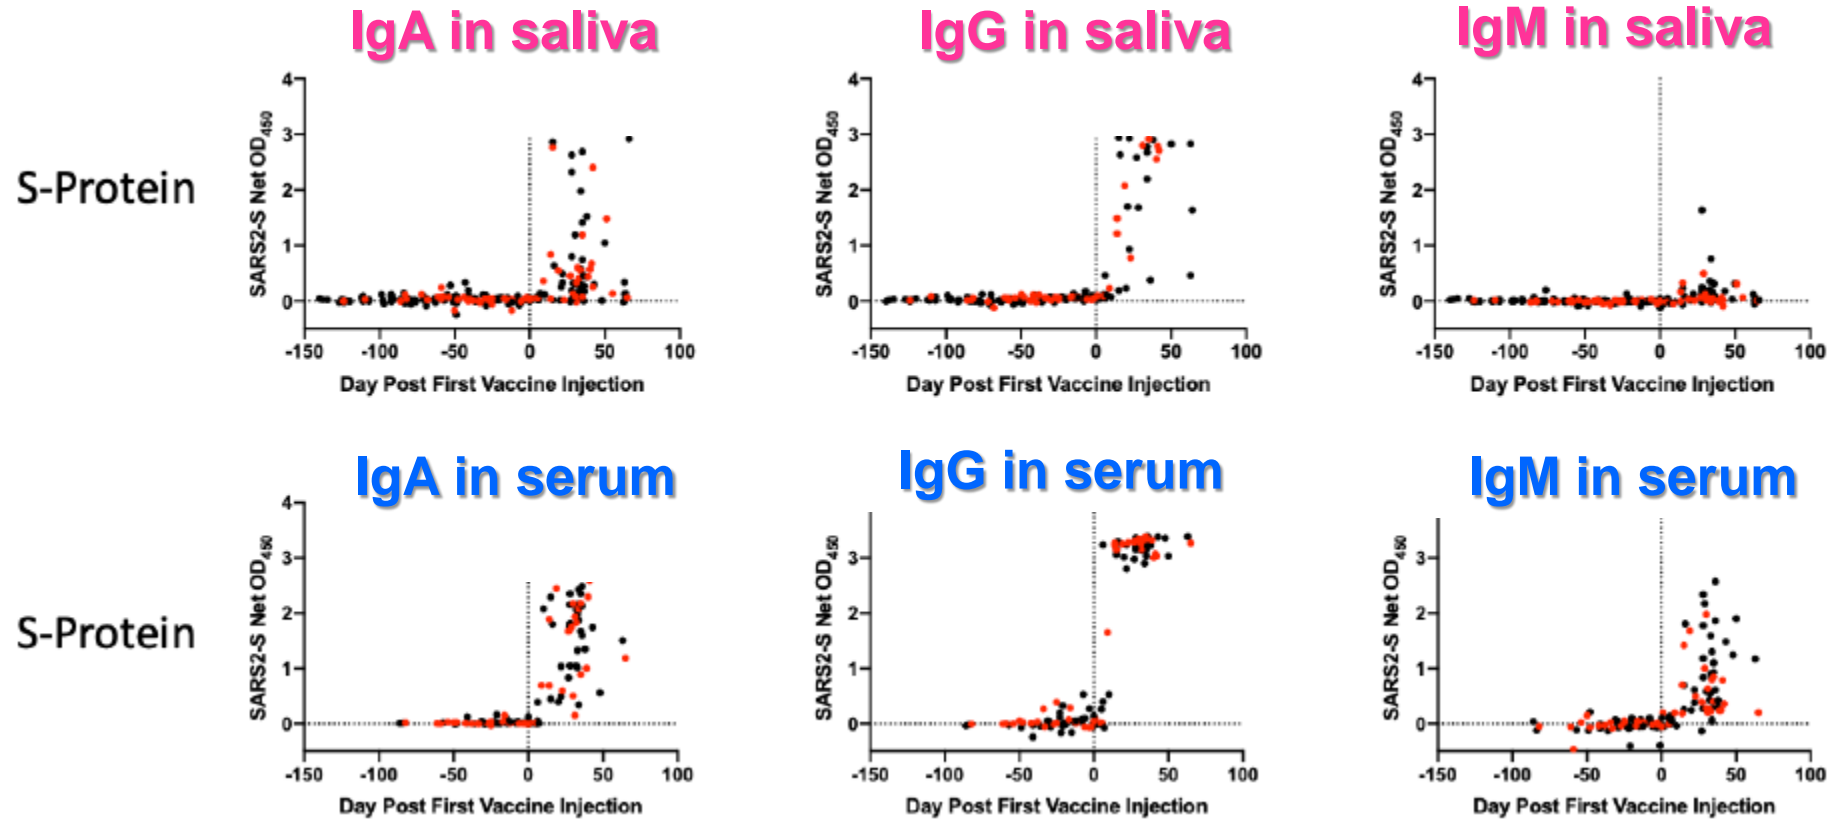 IgA in saliva
IgG in saliva
IgM in saliva
S-Protein
SARS2-S Net OD450
4
3
2
1
0
-150 -100 -50 0 50 100
Day Post First Vaccine Injection
SARS2-S Net OD450
4
3
2
1
0
-150 -100 -50 0 50 100
Day Post First Vaccine Injection
SARS2-S Net OD450
4
3
2
1
0
-150 -100 -50 0 50 100
Day Post First Vaccine Injection
IgA in serum
IgG in serum
IgM in serum
S-Protein
SARS2-S Net OD450
4
3
2
1
0
-150 -100 -50 0 50 100
Day Post First Vaccine Injection
SARS2-S Net OD450
3
2
1
0
-150 -100 -50 0 50 100
Day Post First Vaccine Injection
SARS2-S Net OD450
3
2
1
0
-150 -100 -50 0 50 100
Day Post First Vaccine Injection